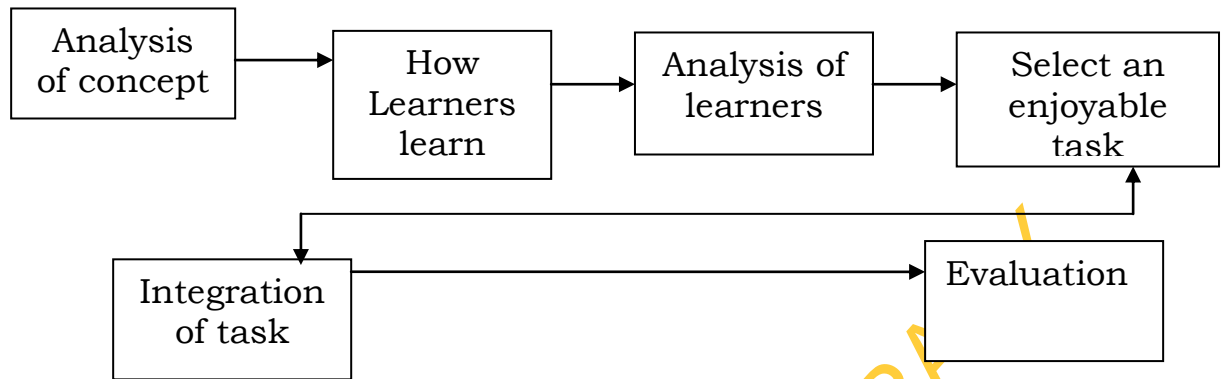 Analysis
of concept
How
Learners
learn
Analysis of
learners
Select an
enjoyable
task
Integration
of task
Evaluation